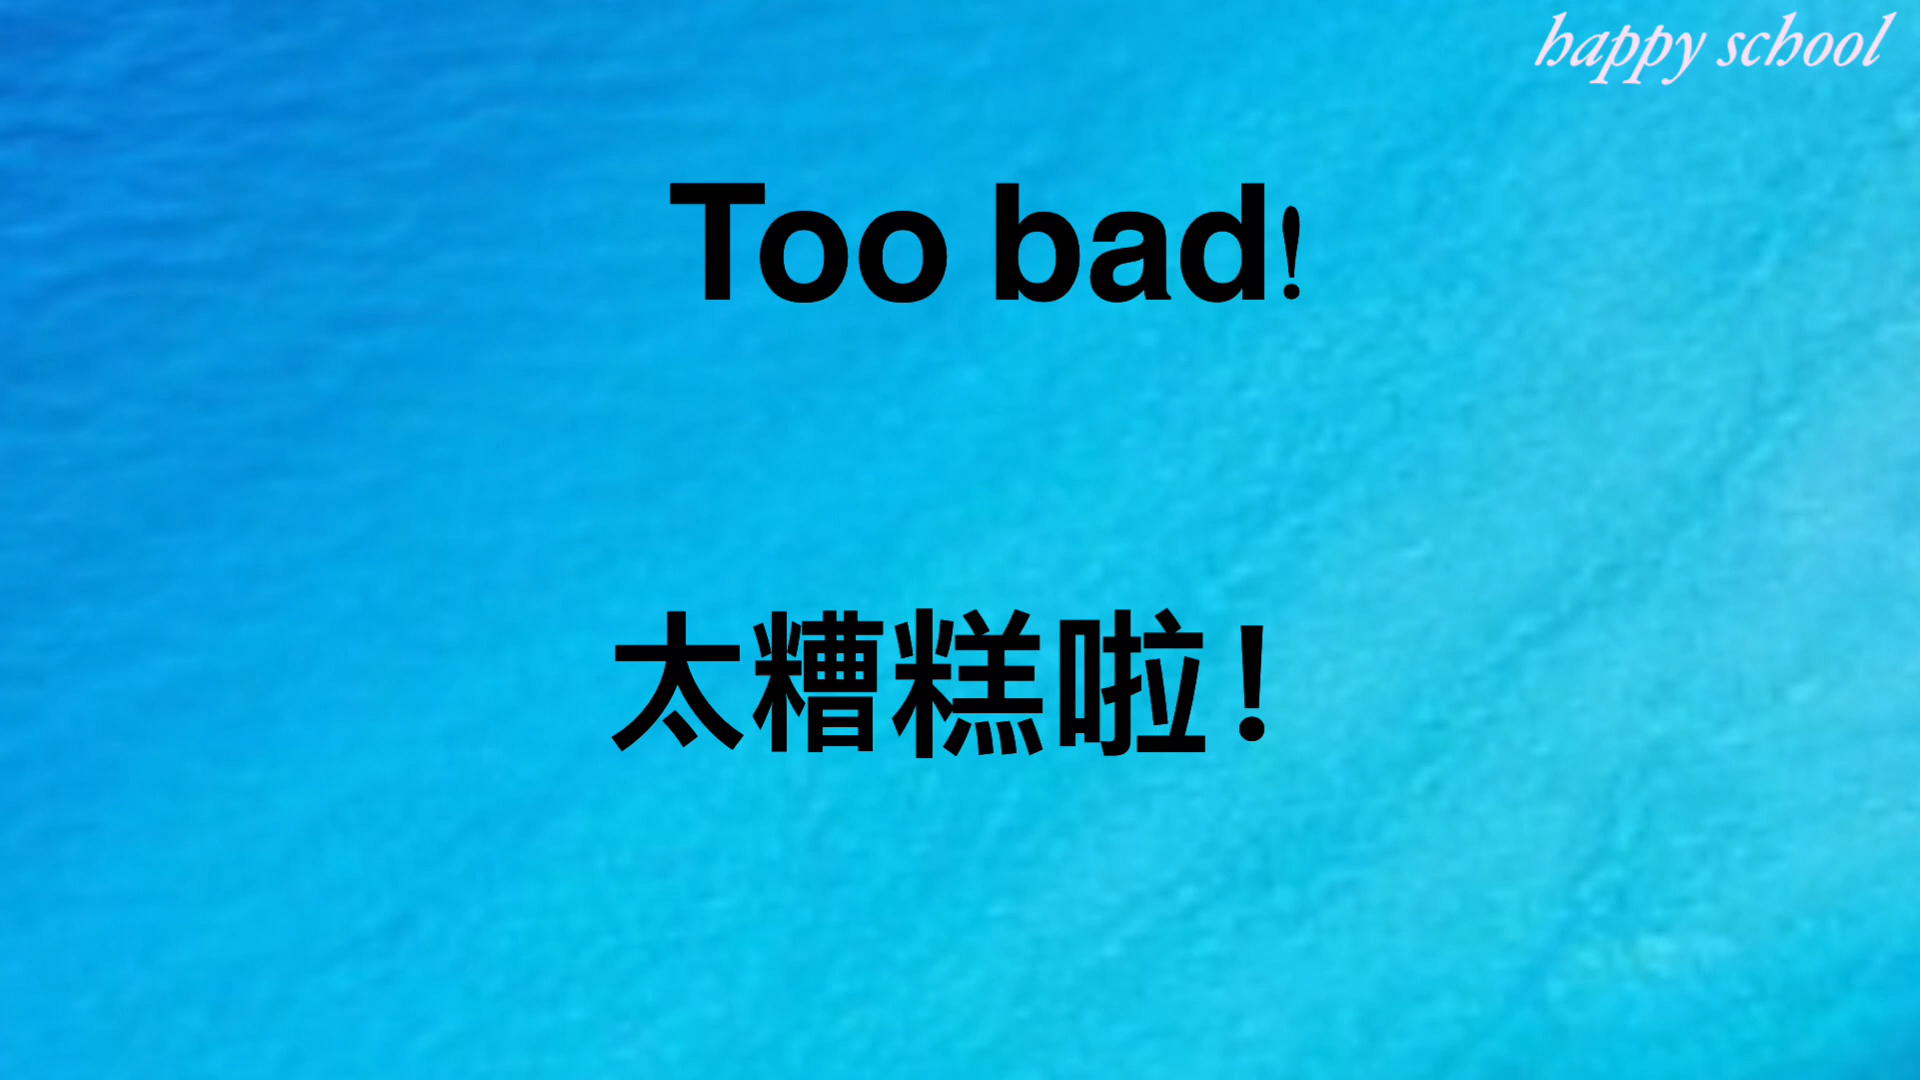 happy school
Too bad!
太糟糕啦！